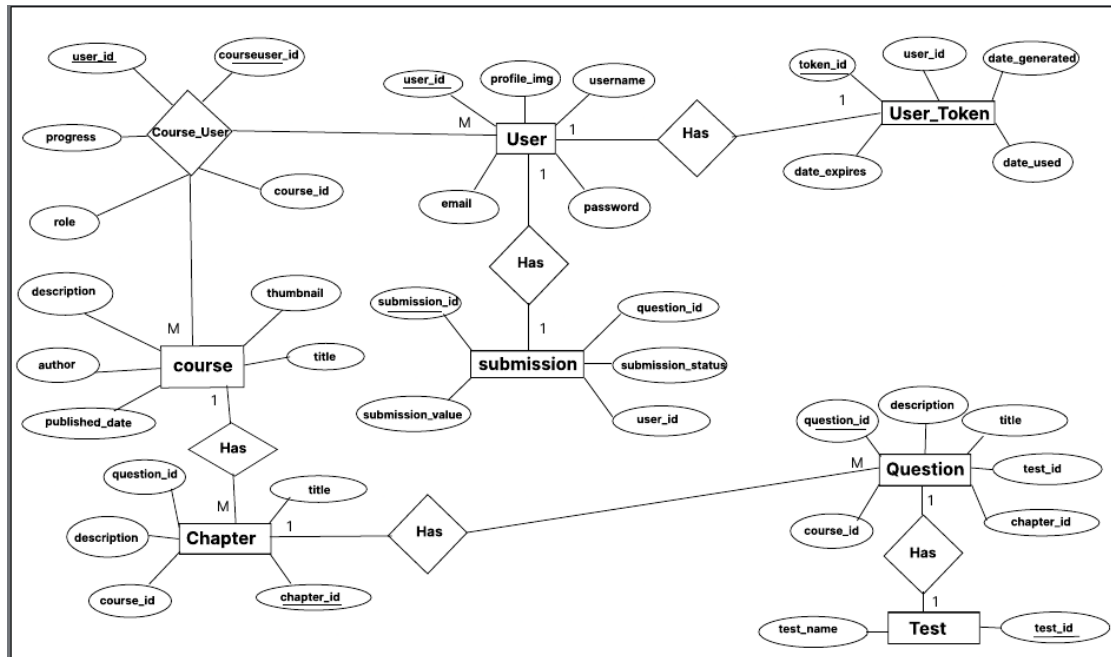 user_id
courseuser_id
progress
Course_User
course_id
role
user_id
profile_img
username
M
User
1
email
password
1
Has
1
token_id
user_id
date_generated
User_Token
date_expires
date_used
Has
1
submission_id
question_id
submission
submission_status
submission_value
user_id
description
thumbnail
M
author
course
title
published_date
1
Has
M
question_id
title
description
Chapter
1
course_id
chapter_id
Has
M
question_id
description
title
Question
test_id
course_id
chapter_id
1
Has
1
test_name
Test
test_id